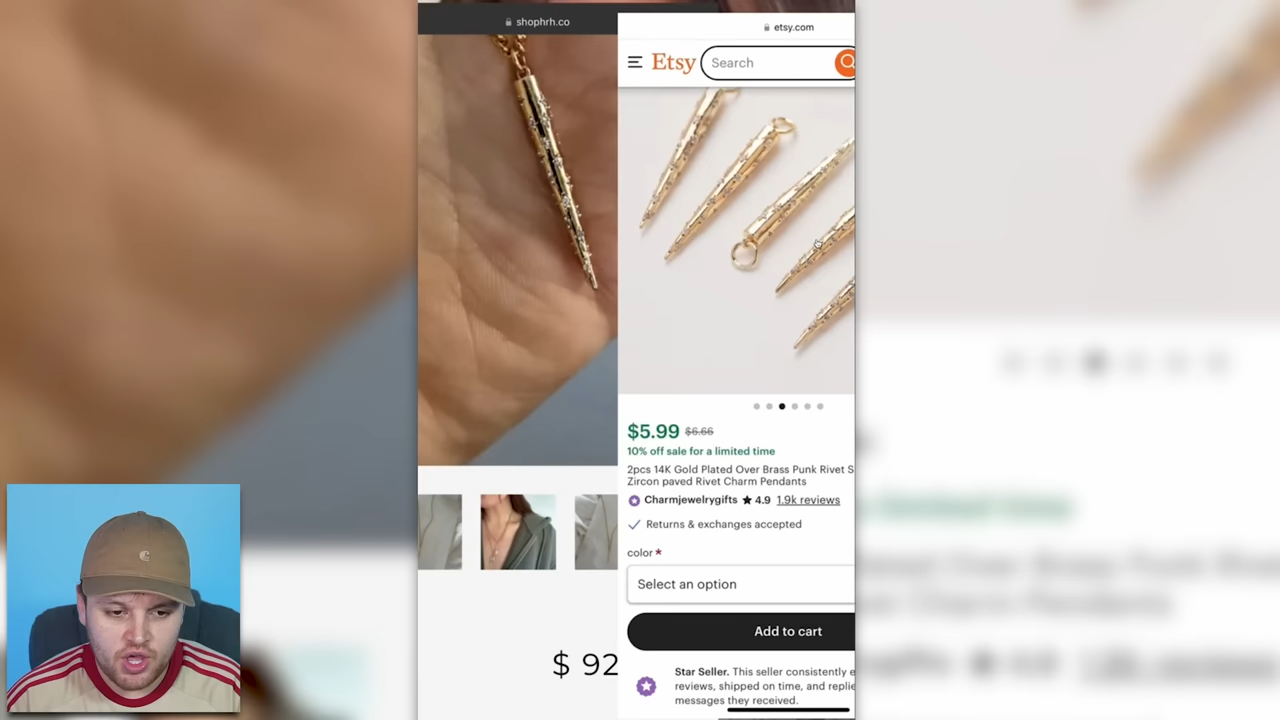 shophrh.co
$ 92
etsy.com
Etsy
Search
$5.99 $6.66
10% off sale for a limited time
2pcs 14K Gold Plated Over Brass Punk Rivet S
Zircon paved Rivet Charm Pendants
Charmjewelrygifts ★ 4.9 1.9k reviews
Returns & exchanges accepted
color *
Select an option
Add to cart
Star Seller. This seller consistently e
reviews, shipped on time, and replie
messages they received.